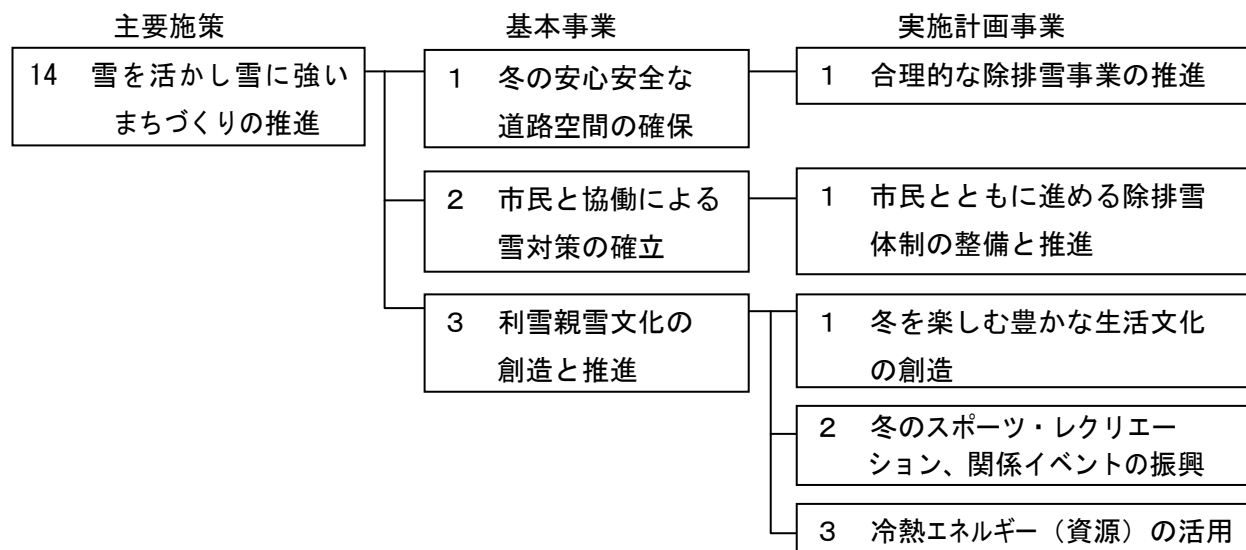 主要施策
基本事業
実施計画事業
14 雪を活かし雪に強い
まちづくりの推進
1 冬の安心安全な
道路空間の確保
1 合理的な除排雪事業の推進
2 市民と協働による
雪対策の確立
1 市民とともに進める除排雪
体制の整備と推進
3 利雪親雪文化の
創造と推進
1 冬を楽しむ豊かな生活文化
の創造
2 冬のスポーツ・レクリエー
ション、関係イベントの振興
3 冷熱エネルギー（資源）の活用